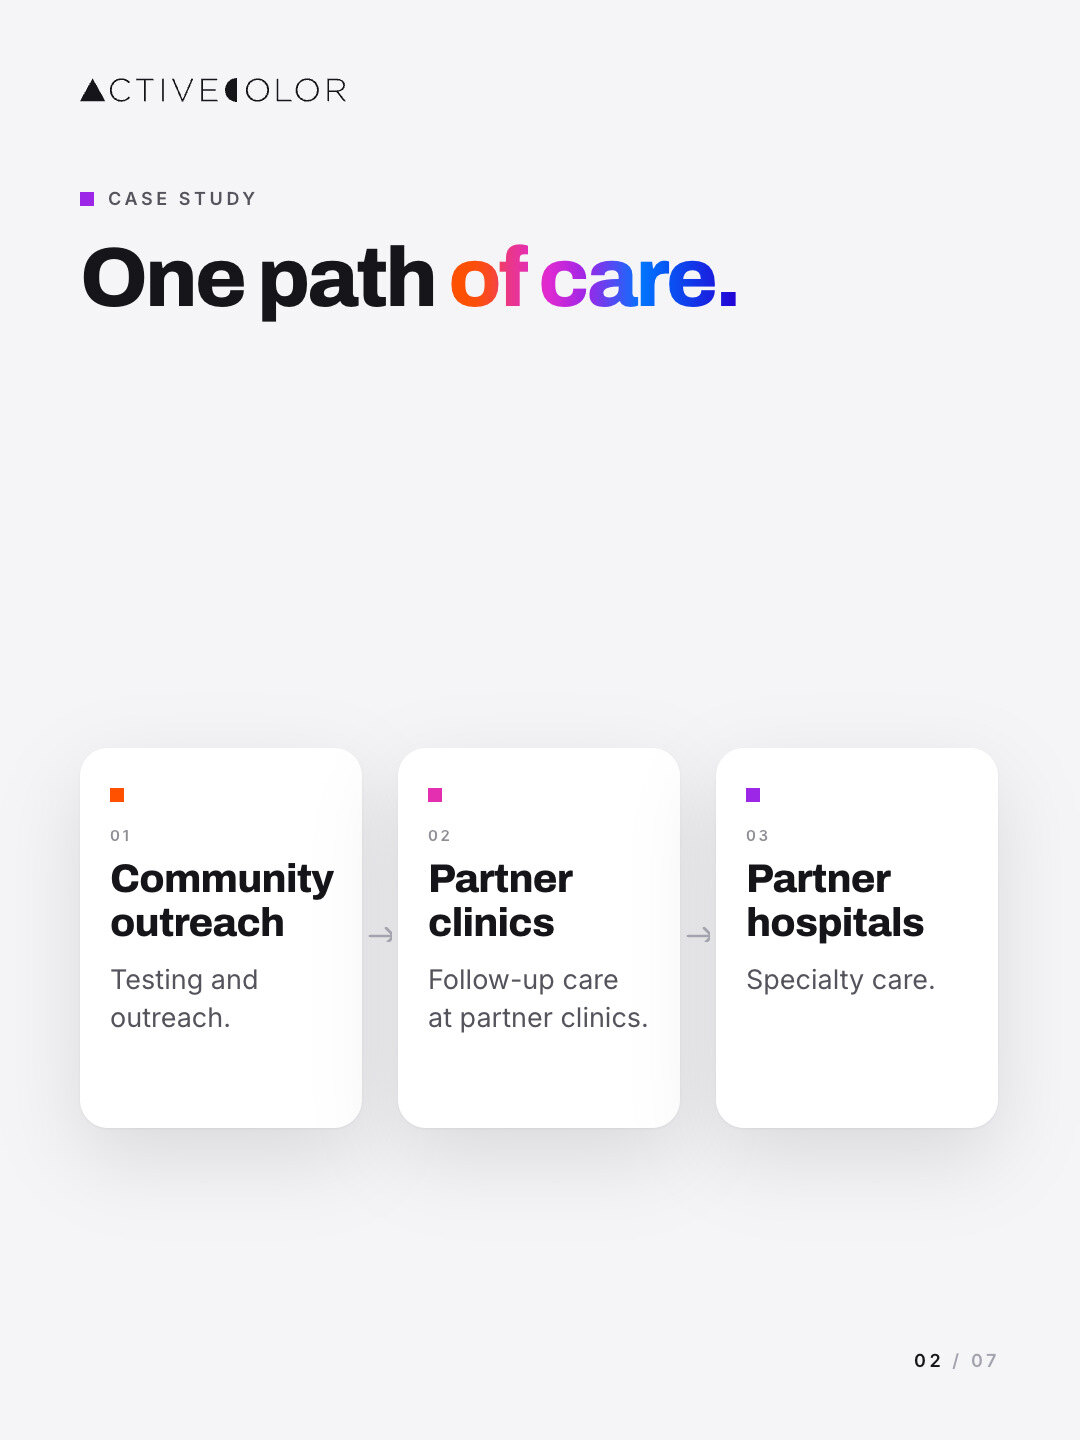 ACTIVECOLOR
CASE STUDY
One path of care.
01
Community
outreach
Testing and
outreach.
→
02
Partner
clinics
Follow-up care
at partner clinics.
→
03
Partner
hospitals
Specialty care.
02 / 07